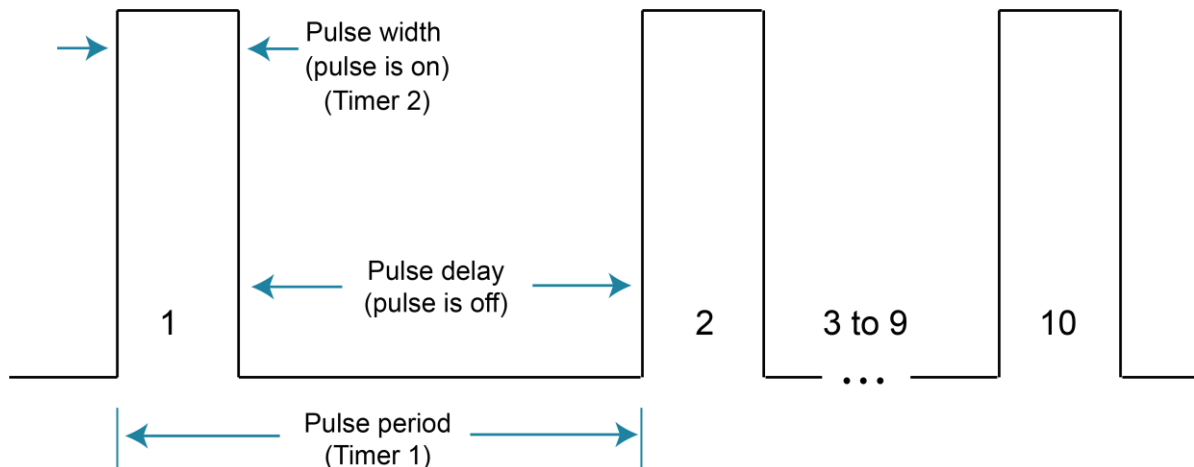 Pulse width
(pulse is on)
(Timer 2)
Pulse delay
(pulse is off)
1
2
3 to 9
10
...
Pulse period
(Timer 1)